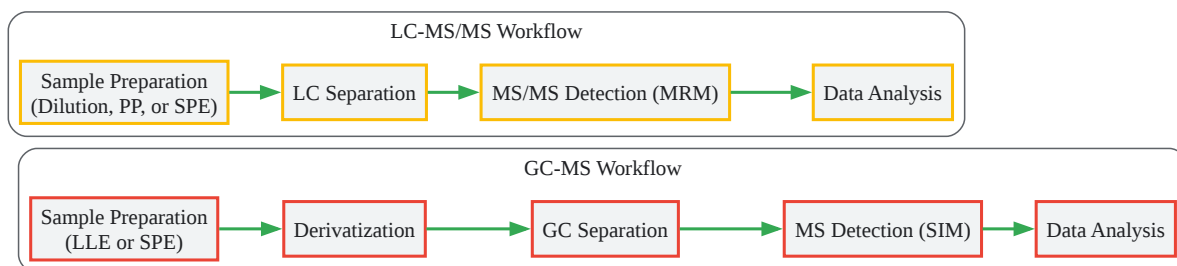 LC-MS/MS Workflow
Sample Preparation
(Dilution, PP, or SPE)
LC Separation
MS/MS Detection (MRM)
Data Analysis
GC-MS Workflow
Sample Preparation
(LLE or SPE)
Derivatization
GC Separation
MS Detection (SIM)
Data Analysis